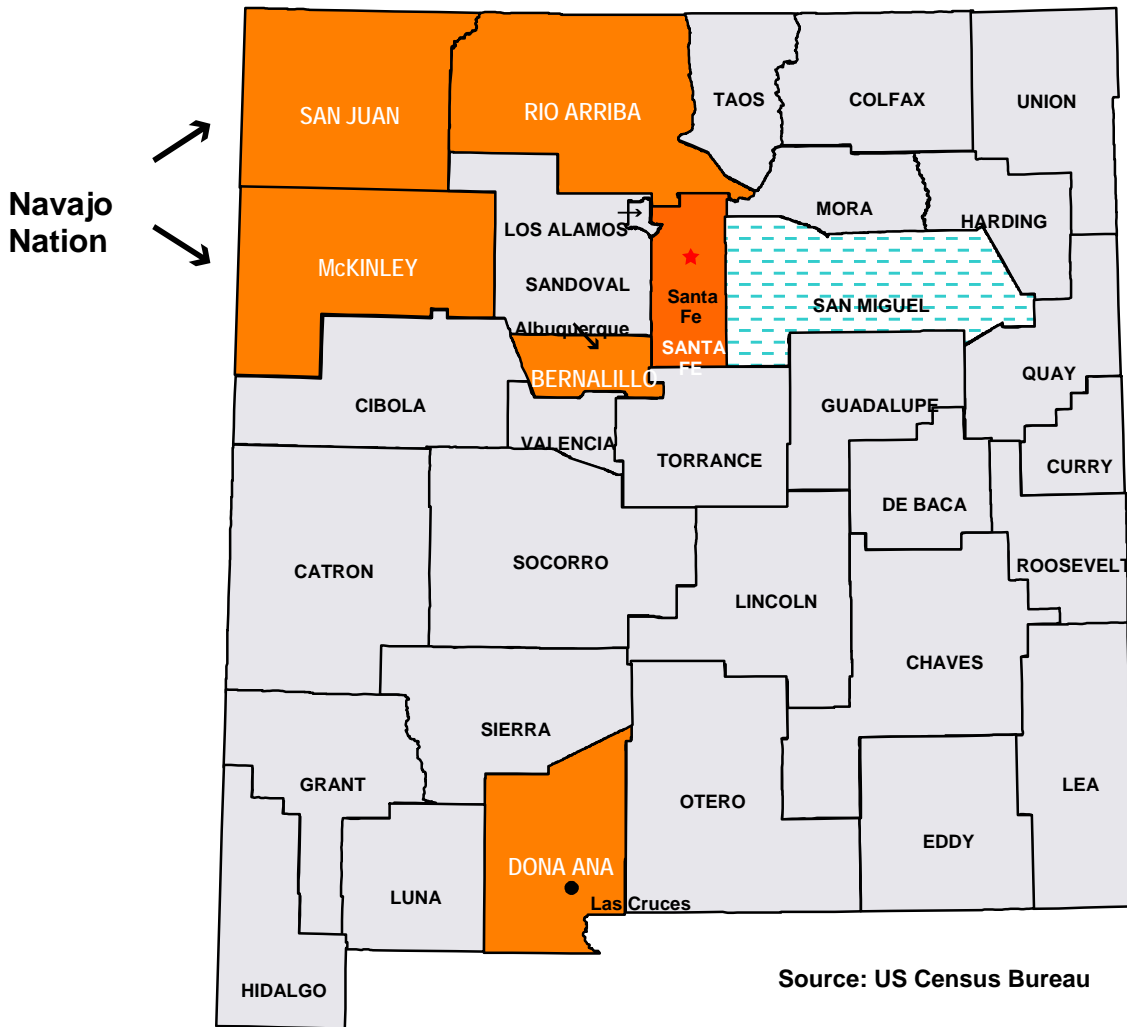 SAN JUAN
RIO ARRIBA
TAOS
COLFAX
UNION
Navajo
Nation
McKINLEY
LOS ALAMOS
SANDOVAL
MORA
HARDING
Santa
Fe
SANTA
FE
SAN MIGUEL
Albuquerque
BERNALILLO
QUAY
CIBOLA
VALENCIA
TORRANCE
GUADALUPE
CURRY
DE BACA
ROOSEVELT
CATRON
SOCORRO
LINCOLN
CHAVES
SIERRA
GRANT
OTERO
LEA
EDDY
DONA ANA
Las Cruces
LUNA
HIDALGO
Source: US Census Bureau